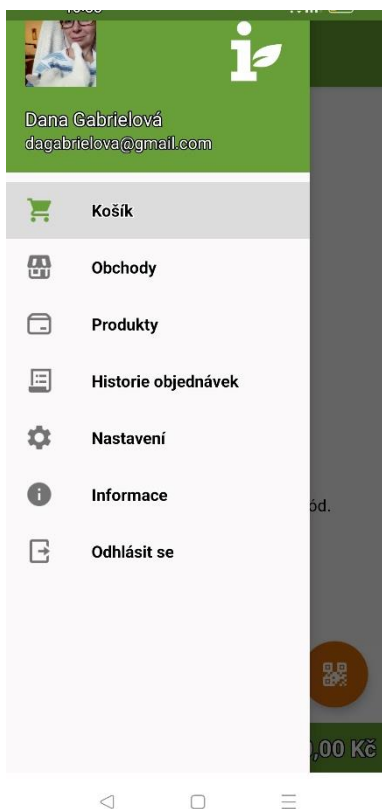 Dana Gabrielová
dagabrielova@gmail.com
Košík
Obchody
Produkty
Historie objednávek
Nastavení
Informace
ód.
Odhlásit se
,00 Kč